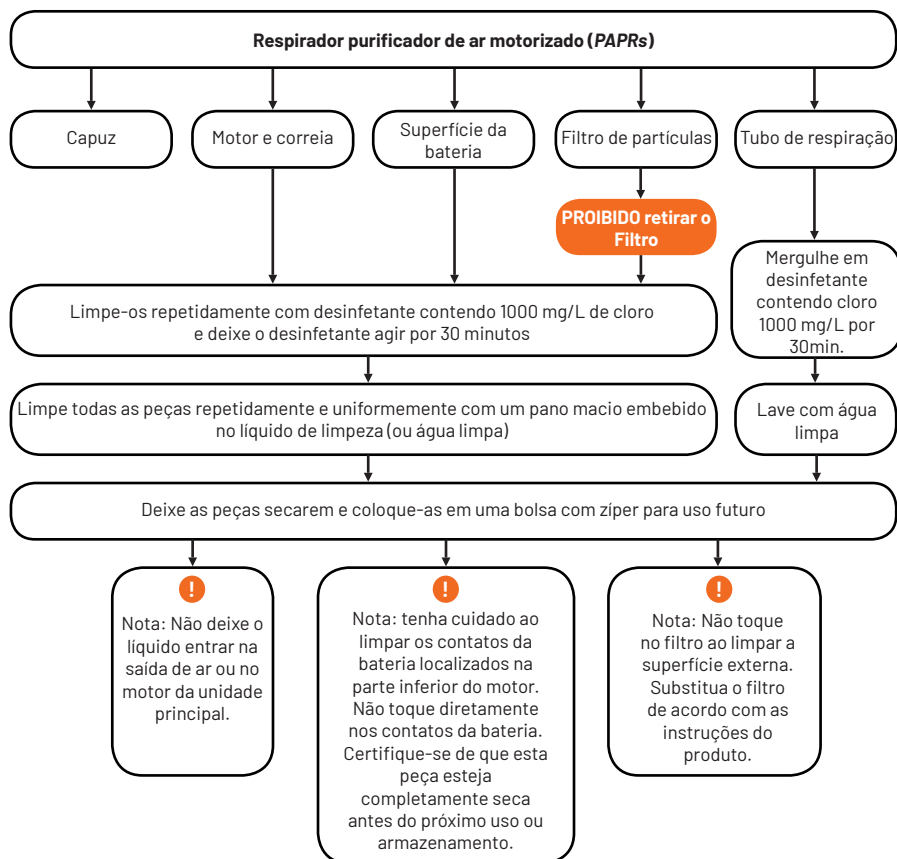 Respirador purificador de ar motorizado (PAPRs)
Capuz
Motor e correia
Superfície da
bateria
Filtro de partículas
Tubo de respiração
PROIBIDO retirar o
Filtro
Mergulhe em
desinfetante
contendo cloro
1000 mg/L por
30min.
Limpe-os repetidamente com desinfetante contendo 1000 mg/L de cloro
e deixe o desinfetante agir por 30 minutos
Limpe todas as peças repetidamente e uniformemente com um pano macio embebido
no líquido de limpeza (ou água limpa)
Lave com água
limpa
Deixe as peças secarem e coloque-as em uma bolsa com zíper para uso futuro
!
Nota: Não deixe o
líquido entrar na
saída de ar ou no
motor da unidade
principal.
!
Nota: tenha cuidado ao
limpar os contatos da
bateria localizados na
parte inferior do motor.
Não toque diretamente
nos contatos da bateria.
Certifique-se de que esta
peça esteja
completamente seca
antes do próximo uso ou
armazenamento.
!
Nota: Não toque
no filtro ao limpar a
superfície externa.
Substitua o filtro
de acordo com as
instruções do
produto.